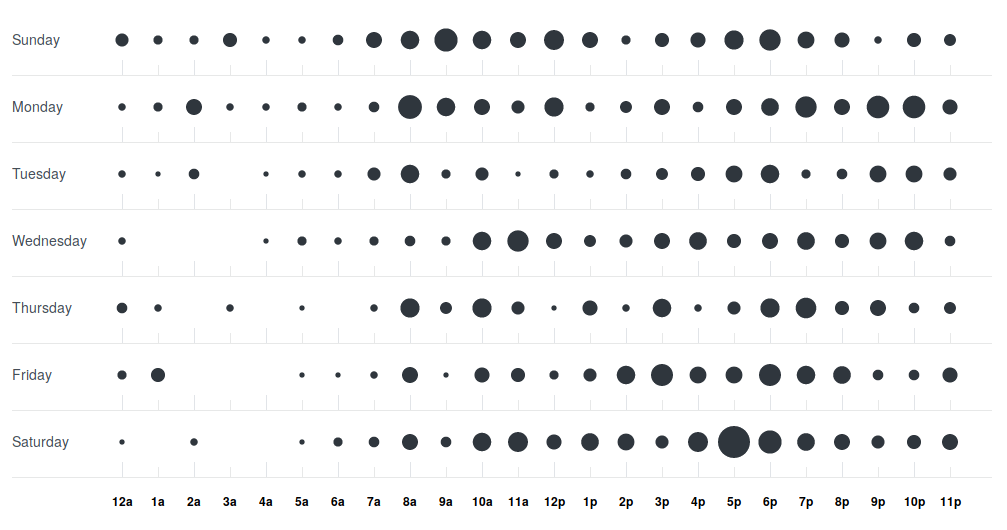 Sunday
Monday
Tuesday
Wednesday
Thursday
Friday
Saturday
12a 1a 2a 3a 4a 5a 6a 7a 8a 9a 10a 11a 12p 1p 2p 3p 4p 5p 6p 7p 8p 9p 10p 11p